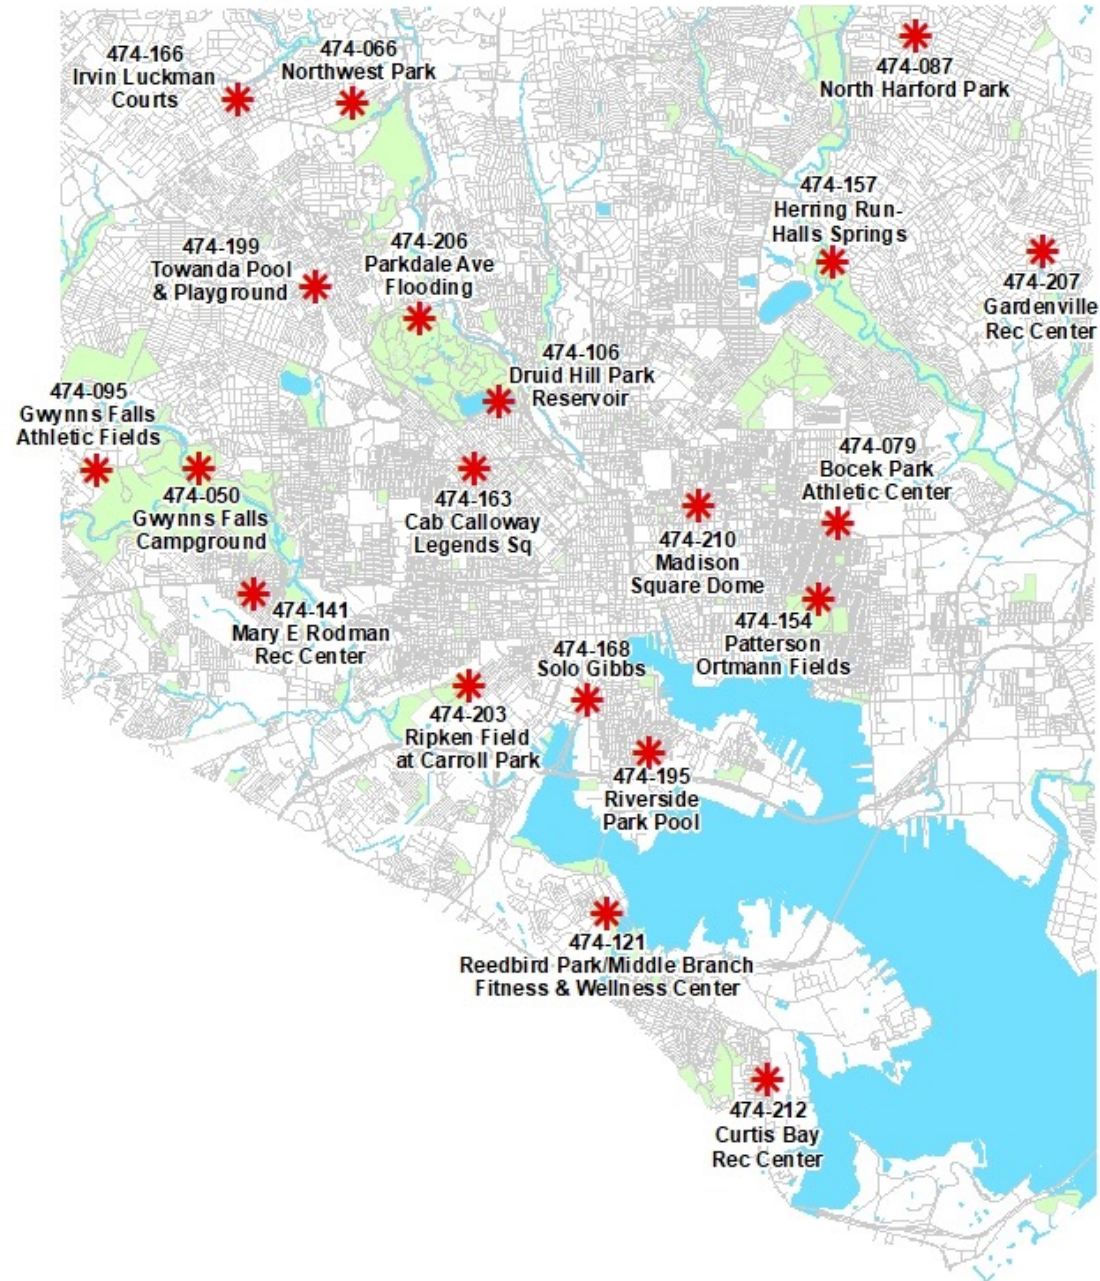 474-166
Irvin Luckman
Courts
474-066
Northwest Park
474-087
North Harford Park
474-157
Herring Run-
Halls Springs
474-199
Towanda Pool
& Playground
474-206
Parkdale Ave
Flooding
474-207
Gardenville
Rec Center
474-106
Druid Hill Park
Reservoir
474-095
Gwynns Falls
Athletic Fields
474-050
Gwynns Falls
Campground
474-163
Cab Calloway
Legends Sq
474-079
Bocek Park
Athletic Center
474-210
Madison
Square Dome
474-141
Mary E Rodman
Rec Center
474-154
Patterson
Ortmann Fields
474-168
Solo Gibbs
474-203
Ripken Field
at Carroll Park
474-195
Riverside
Park Pool
474-121
Reedbird Park/Middle Branch
Fitness & Wellness Center
474-212
Curtis Bay
Rec Center